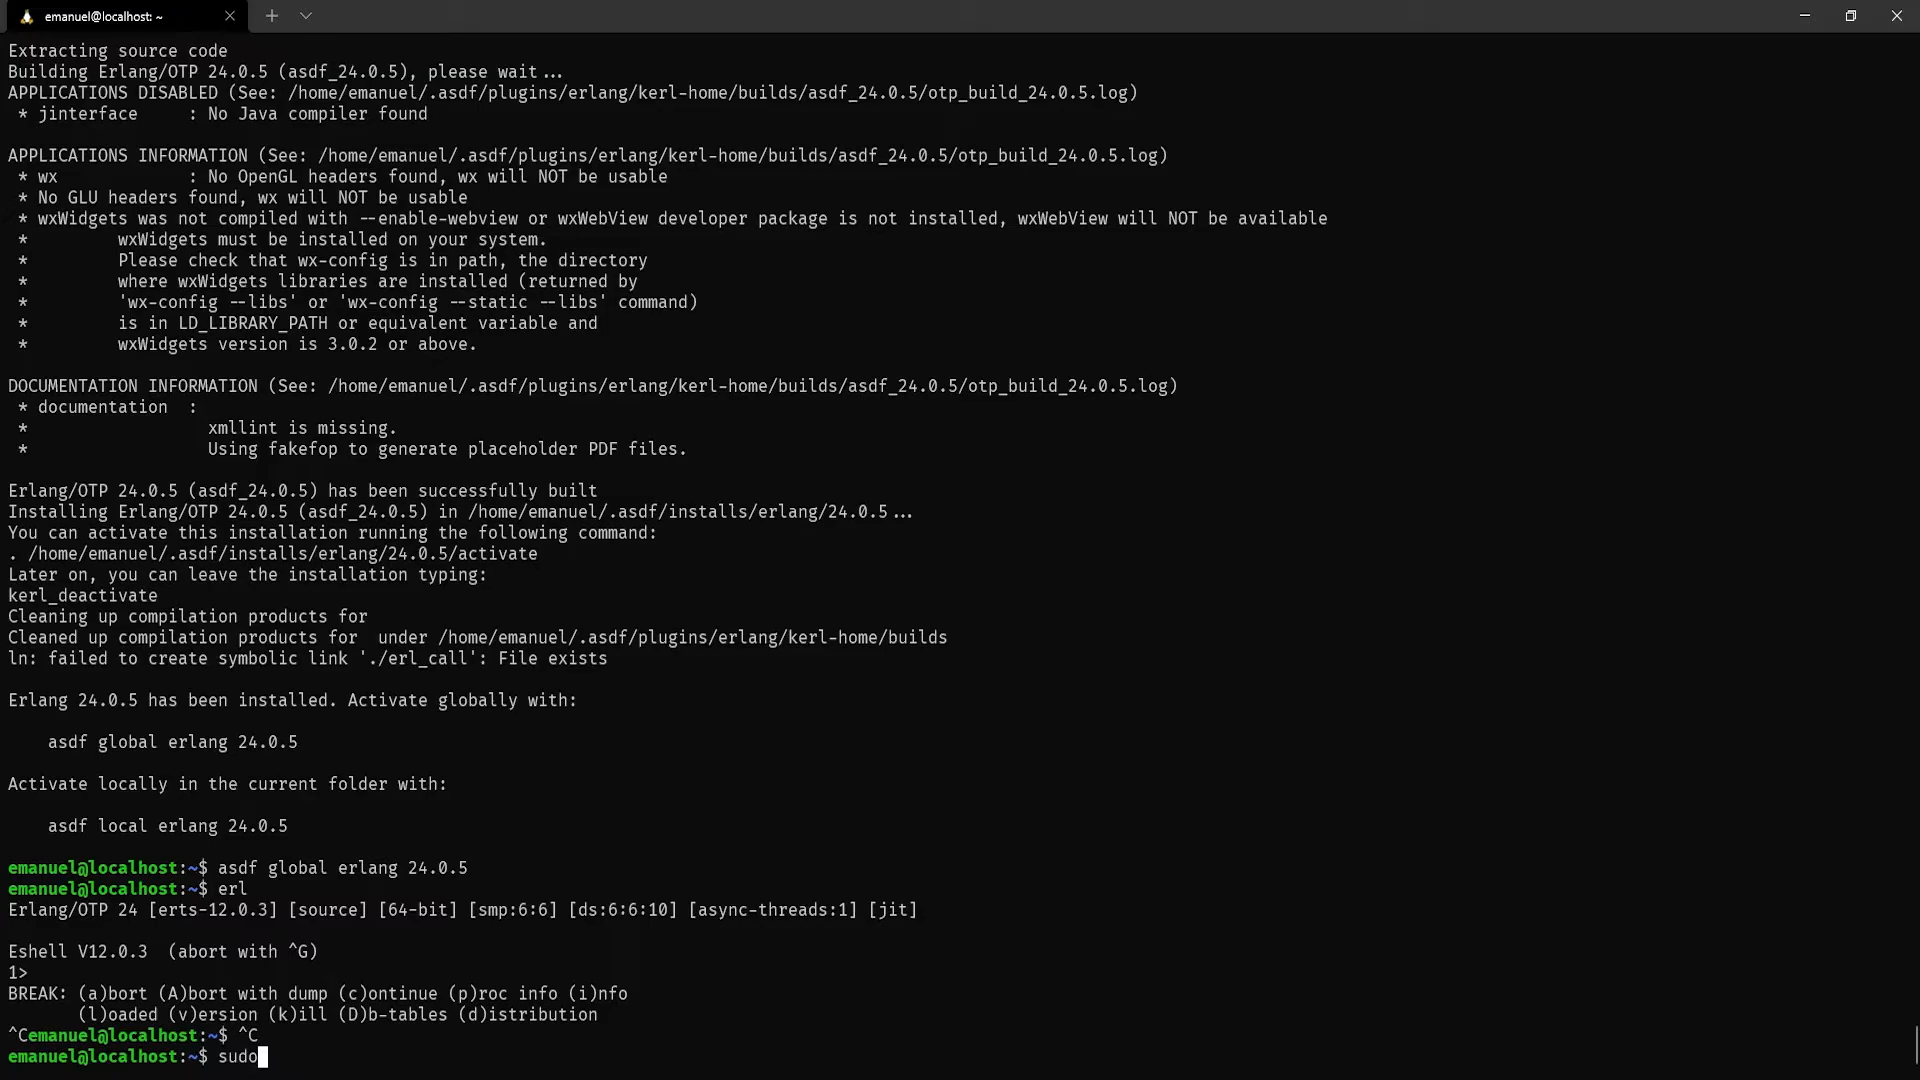 emanuel@localhost: ~
Extracting source code
Building Erlang/OTP 24.0.5 (asdf_24.0.5), please wait...
APPLICATIONS DISABLED (See: /home/emanuel/.asdf/plugins/erlang/kerl-home/builds/asdf_24.0.5/otp_build_24.0.5.log)
 * jinterface     : No Java compiler found

APPLICATIONS INFORMATION (See: /home/emanuel/.asdf/plugins/erlang/kerl-home/builds/asdf_24.0.5/otp_build_24.0.5.log)
 * wx             : No OpenGL headers found, wx will NOT be usable
 * No GLU headers found, wx will NOT be usable
 * wxWidgets was not compiled with --enable-webview or wxWebView developer package is not installed, wxWebView will NOT be available
 *         wxWidgets must be installed on your system.
 *         Please check that wx-config is in path, the directory
 *         where wxWidgets libraries are installed (returned by
 *         'wx-config --libs' or 'wx-config --static --libs' command)
 *         is in LD_LIBRARY_PATH or equivalent variable and
 *         wxWidgets version is 3.0.2 or above.

DOCUMENTATION INFORMATION (See: /home/emanuel/.asdf/plugins/erlang/kerl-home/builds/asdf_24.0.5/otp_build_24.0.5.log)
 * documentation  :
 *                  xmllint is missing.
 *                  Using fakefop to generate placeholder PDF files.

Erlang/OTP 24.0.5 (asdf_24.0.5) has been successfully built
Installing Erlang/OTP 24.0.5 (asdf_24.0.5) in /home/emanuel/.asdf/installs/erlang/24.0.5...
You can activate this installation running the following command:
. /home/emanuel/.asdf/installs/erlang/24.0.5/activate
Later on, you can leave the installation typing:
kerl_deactivate
Cleaning up compilation products for
Cleaned up compilation products for  under /home/emanuel/.asdf/plugins/erlang/kerl-home/builds
ln: failed to create symbolic link './erl_call': File exists

Erlang 24.0.5 has been installed. Activate globally with:

    asdf global erlang 24.0.5

Activate locally in the current folder with:

    asdf local erlang 24.0.5

emanuel@localhost:~$ asdf global erlang 24.0.5
emanuel@localhost:~$ erl
Erlang/OTP 24 [erts-12.0.3] [source] [64-bit] [smp:6:6] [ds:6:6:10] [async-threads:1] [jit]

Eshell V12.0.3  (abort with ^G)
1>
BREAK: (a)bort (A)bort with dump (c)ontinue (p)roc info (i)nfo
       (l)oaded (v)ersion (k)ill (D)b-tables (d)istribution
^Cemanuel@localhost:~$ ^C
emanuel@localhost:~$ sudo